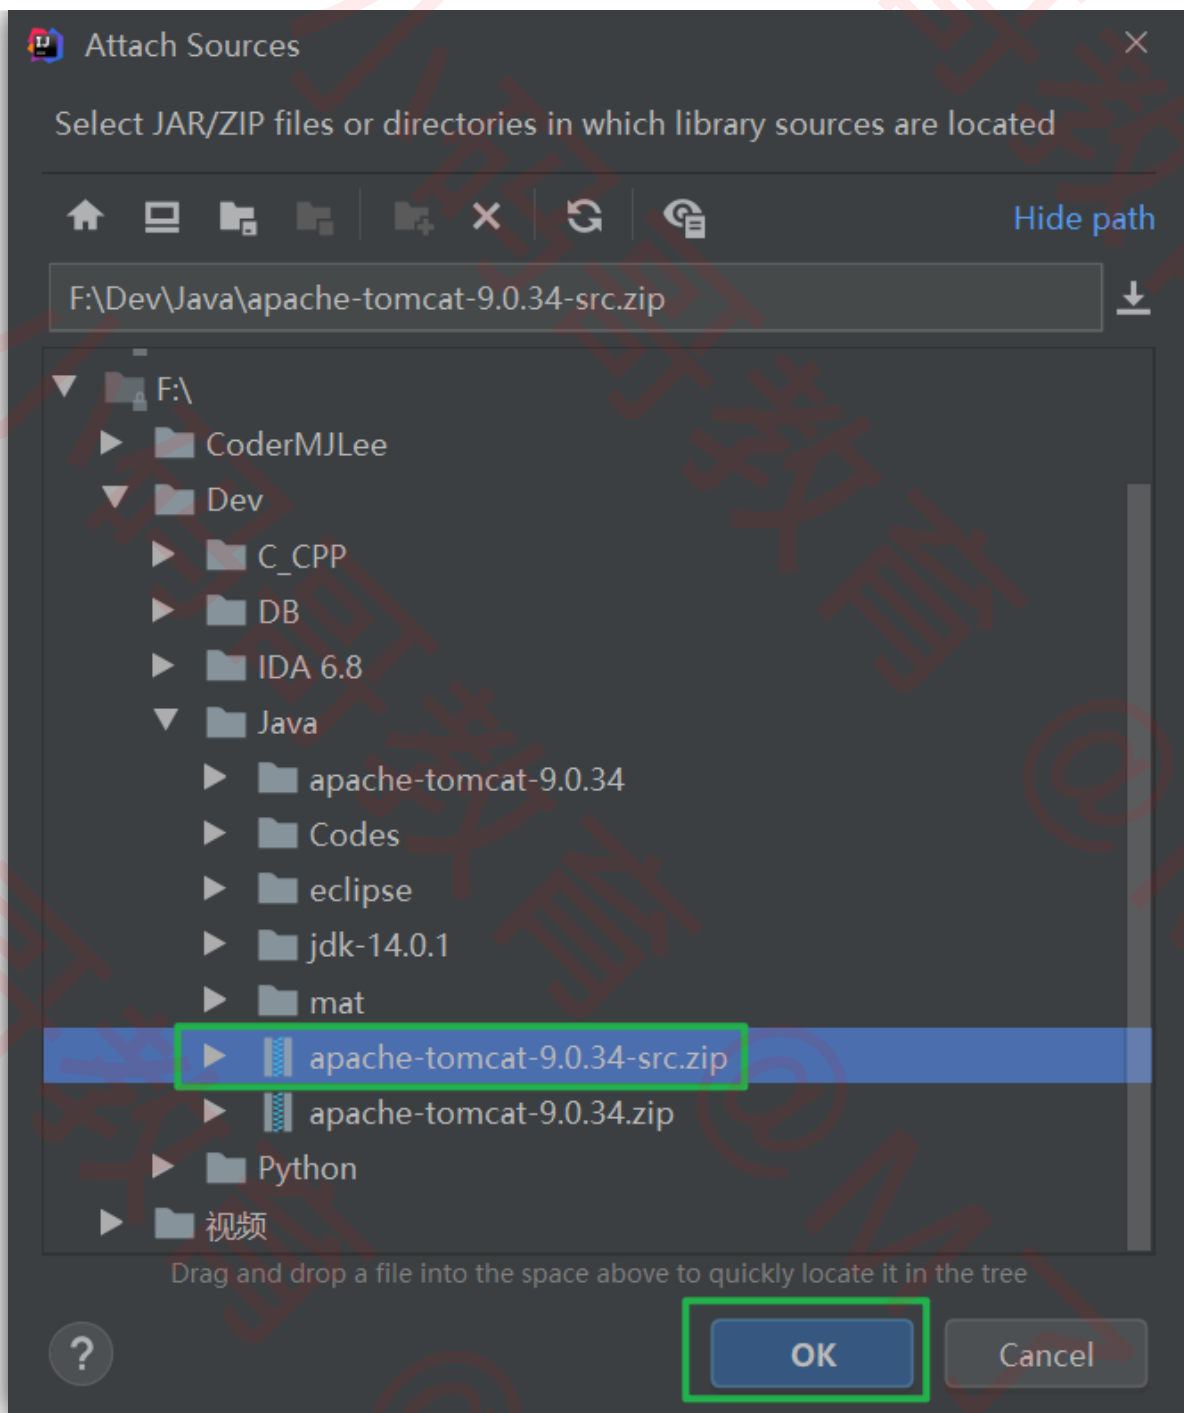 Attach Sources
Select JAR/ZIP files or directories in which library sources are located
Hide path
F:\Dev\Java\apache-tomcat-9.0.34-src.zip
F:\
CoderMJLee
Dev
C_CPP
DB
IDA 6.8
Java
apache-tomcat-9.0.34
Codes
eclipse
jdk-14.0.1
mat
apache-tomcat-9.0.34-src.zip
apache-tomcat-9.0.34.zip
Python
视频
Drag and drop a file into the space above to quickly locate it in the tree
?
OK
Cancel